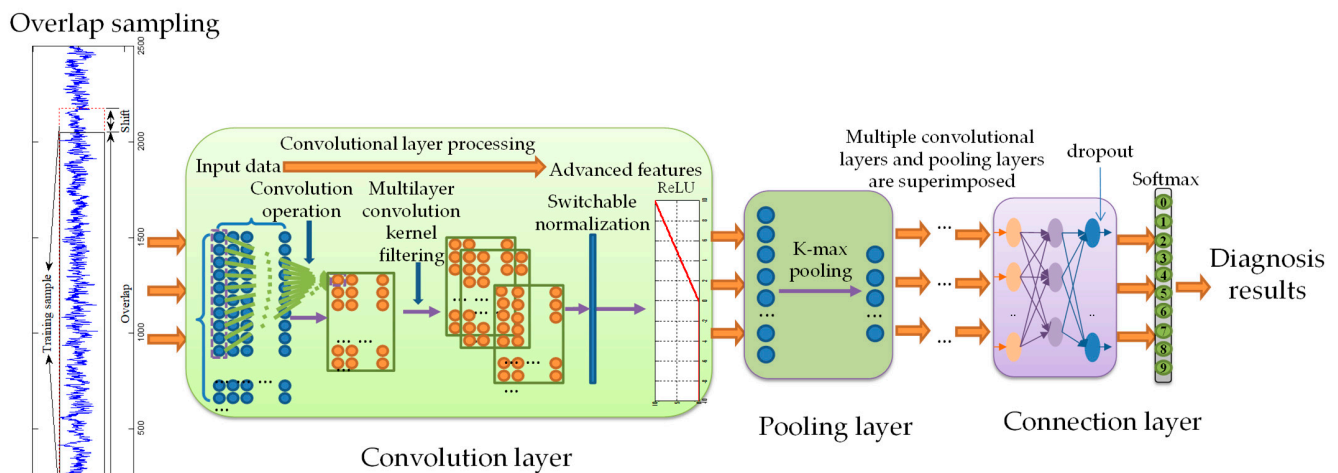 Overlap sampling
2500
2000
1500
1000
500
Shift
Training sample
Overlap
Convolutional layer processing
Input data
Advanced features
Convolution
operation
Multilayer
convolution
kernel
filtering
Switchable
normalization
ReLU
... ...
...
... ...
...
... ...
... ...
...
Convolution layer
K-max
pooling
...
...
Pooling layer
Multiple convolutional
layers and pooling layers
are superimposed
...
...
...
dropout
..
..
Connection layer
Softmax
0
1
2
3
4
5
6
7
8
9
Diagnosis
results